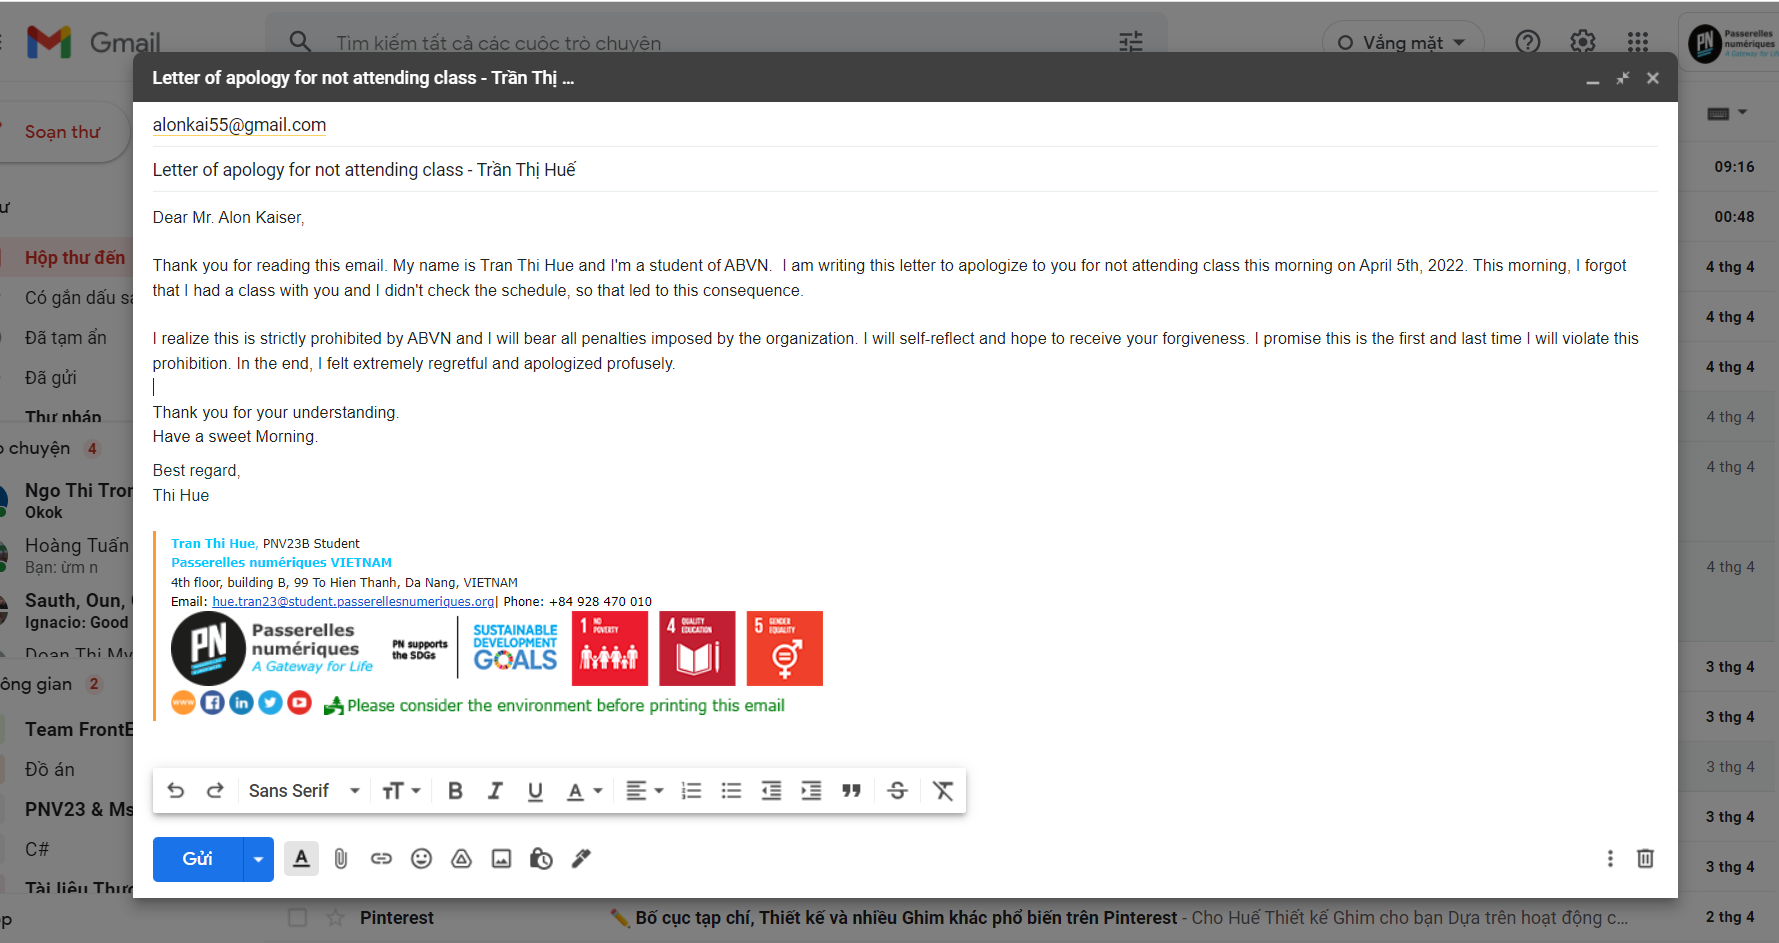 Gmail
Tìm kiếm tất cả các cuộc trò chuyện
Vắng mặt
PN Passerelles
numériques
A Gateway for Life
Letter of apology for not attending class - Trần Thị ...
Soạn thư
alonkai55@gmail.com
Letter of apology for not attending class - Trần Thị Huế
09:16
00:48
Dear Mr. Alon Kaiser,
Hộp thư đến
Thank you for reading this email. My name is Tran Thi Hue and I'm a student of ABVN.  I am writing this letter to apologize to you for not attending class this morning on April 5th, 2022. This morning, I forgot
that I had a class with you and I didn't check the schedule, so that led to this consequence.
4 thg 4
Có gắn dấu
4 thg 4
Đã tạm ẩn
I realize this is strictly prohibited by ABVN and I will bear all penalties imposed by the organization. I will self-reflect and hope to receive your forgiveness. I promise this is the first and last time I will violate this
prohibition. In the end, I felt extremely regretful and apologized profusely.
4 thg 4
Đã gửi
Thư nháp
Thank you for your understanding.
4 thg 4
Have a sweet Morning.
chuyện 4
Best regard,
4 thg 4
Thi Hue
Ngo Thi Tron
Okok
Hoàng Tuấn
Bạn: ừm n
Tran Thi Hue, PNV23B Student
Passerelles numériques VIETNAM
4th floor, building B, 99 To Hien Thanh, Da Nang, VIETNAM
4 thg 4
Email: hue.tran23@student.passerellesnumeriques.org| Phone: +84 928 470 010
Sauth, Oun,
Ignacio: Good
Doan Thi My
PN Passerelles
numériques
A Gateway for Life
PN supports
the SDGs
SUSTAINABLE
DEVELOPMENT
GOALS
1 NO
POVERTY
4 QUALITY
EDUCATION
5 GENDER
EQUALITY
3 thg 4
ông gian 2
www Please consider the environment before printing this email
3 thg 4
Team FrontE
3 thg 4
Đồ án
Sans Serif
PNV23 & Ms
3 thg 4
C#
Gửi
3 thg 4
Tài liệu Thư
Pinterest
✏️ Bố cục tạp chí, Thiết kế và nhiều Ghim khác phổ biến trên Pinterest - Cho Huế Thiết kế Ghim cho bạn Dựa trên hoạt động c...
2 thg 4